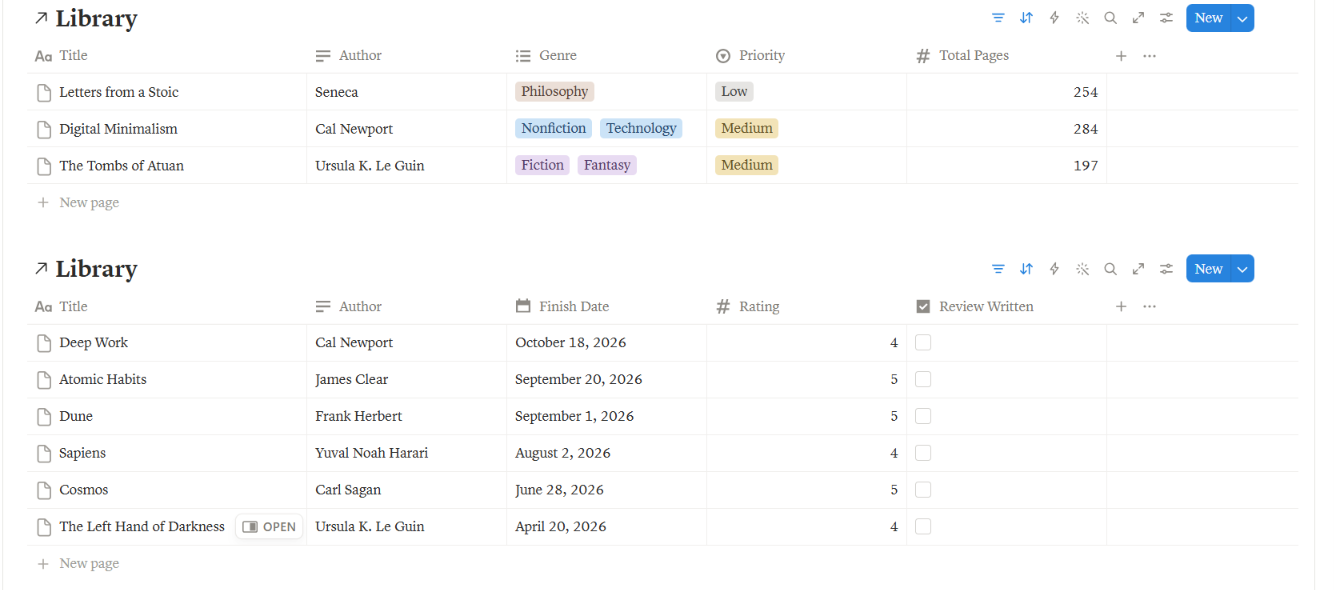 Library
New
Aa Title Author Genre Priority # Total Pages + ...
Letters from a Stoic Seneca Philosophy Low 254
Digital Minimalism Cal Newport Nonfiction Technology Medium 284
The Tombs of Atuan Ursula K. Le Guin Fiction Fantasy Medium 197
+ New page
Library
New
Aa Title Author Finish Date # Rating Review Written + ...
Deep Work Cal Newport October 18, 2026 4
Atomic Habits James Clear September 20, 2026 5
Dune Frank Herbert September 1, 2026 5
Sapiens Yuval Noah Harari August 2, 2026 4
Cosmos Carl Sagan June 28, 2026 5
The Left Hand of Darkness OPEN Ursula K. Le Guin April 20, 2026 4
+ New page